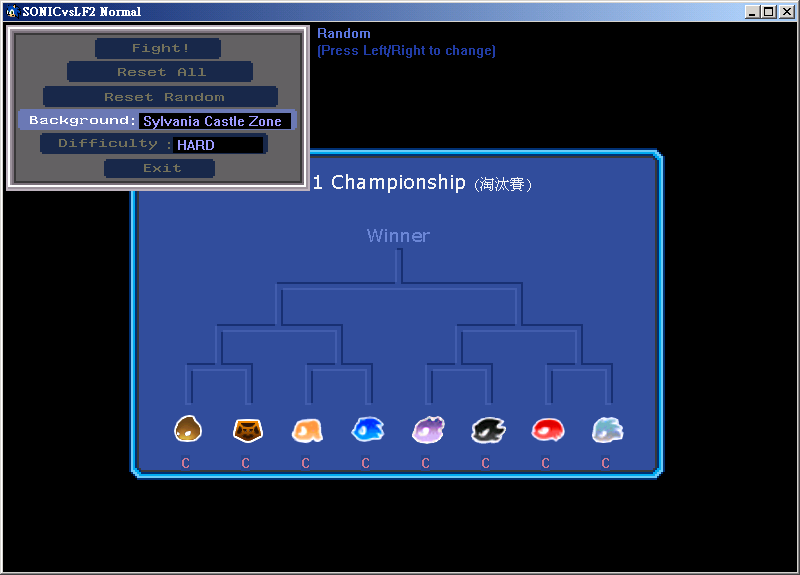 SONICvsLF2 Normal
Random
(Press Left/Right to change)
Fight!
Reset All
Reset Random
Background: Sylvania Castle Zone
Difficulty : HARD
Exit
1 Championship (淘汰賽)
Winner
C C C C C C C C